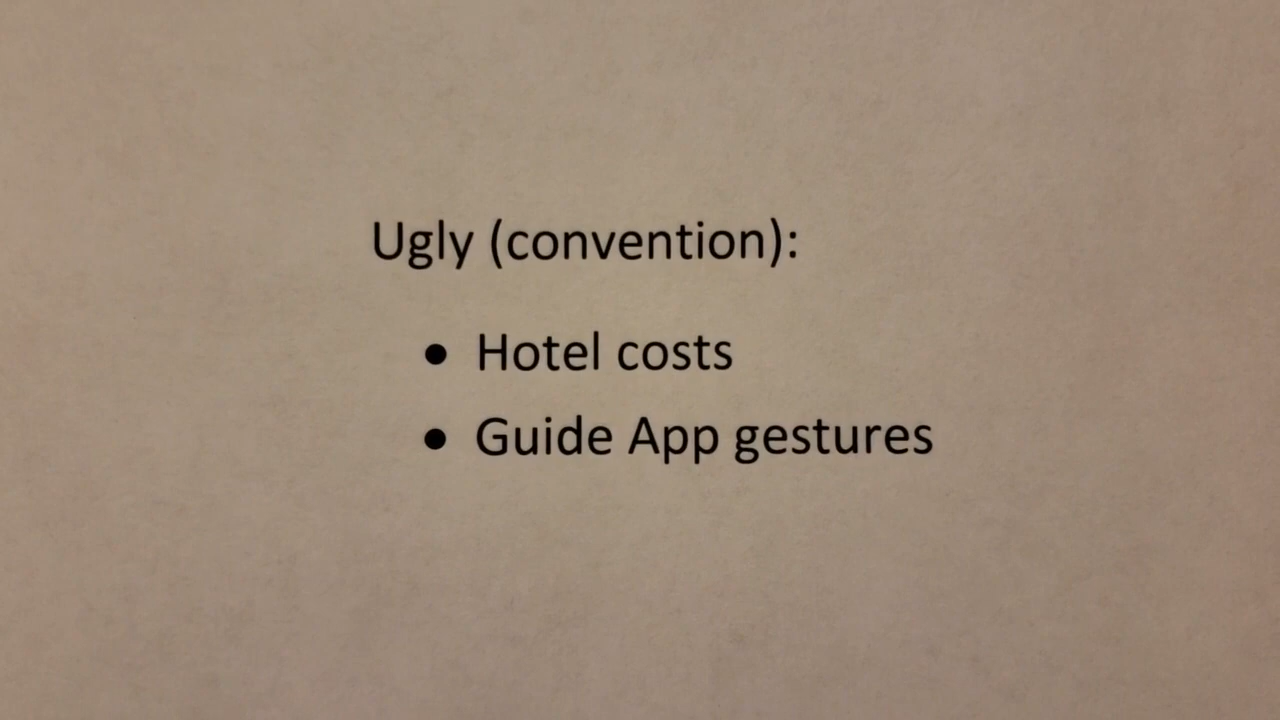 Ugly (convention):
• Hotel costs
• Guide App gestures